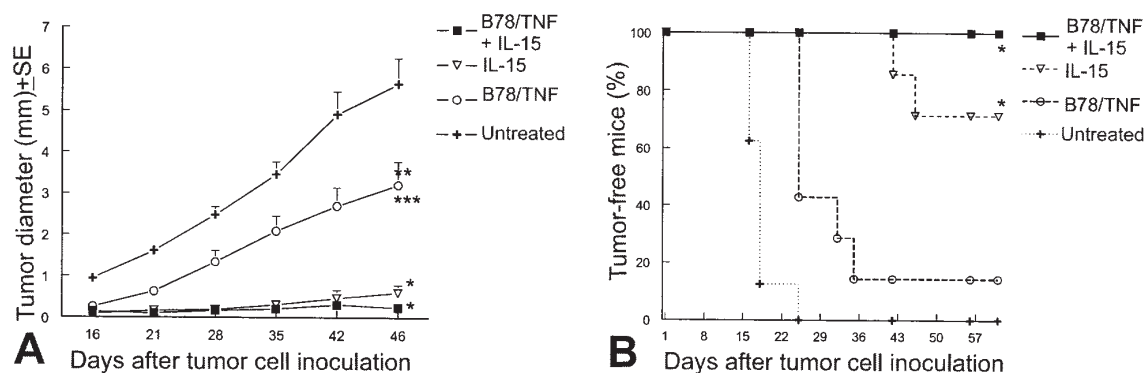 Tumor diameter (mm)±SE
7
6
5
4
3
2
1
0
16 21 28 35 42 46
Days after tumor cell inoculation
A
B78/TNF
+ IL-15
IL-15
B78/TNF
Untreated
**
***
*
*
Tumor-free mice (%)
100
80
60
40
20
0
1 8 15 22 29 36 43 50 57
Days after tumor cell inoculation
B
B78/TNF
+ IL-15
IL-15
B78/TNF
Untreated
*
*